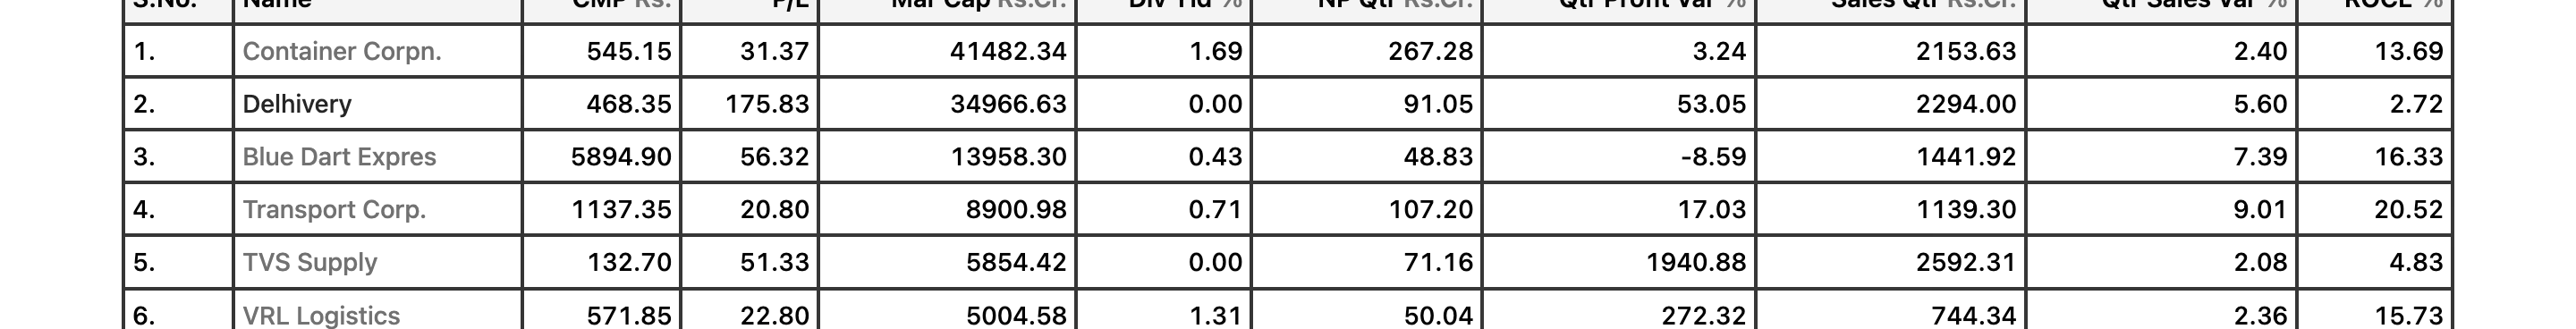 S.No. Name CMP Rs. P/E Mar Cap Rs.Cr. Div Yld % NP Qtr Rs.Cr. Qtr Profit Var % Sales Qtr Rs.Cr. Qtr Sales Var % ROCE %
1. Container Corpn. 545.15 31.37 41482.34 1.69 267.28 3.24 2153.63 2.40 13.69
2. Delhivery 468.35 175.83 34966.63 0.00 91.05 53.05 2294.00 5.60 2.72
3. Blue Dart Expres 5894.90 56.32 13958.30 0.43 48.83 -8.59 1441.92 7.39 16.33
4. Transport Corp. 1137.35 20.80 8900.98 0.71 107.20 17.03 1139.30 9.01 20.52
5. TVS Supply 132.70 51.33 5854.42 0.00 71.16 1940.88 2592.31 2.08 4.83
6. VRL Logistics 571.85 22.80 5004.58 1.31 50.04 272.32 744.34 2.36 15.73